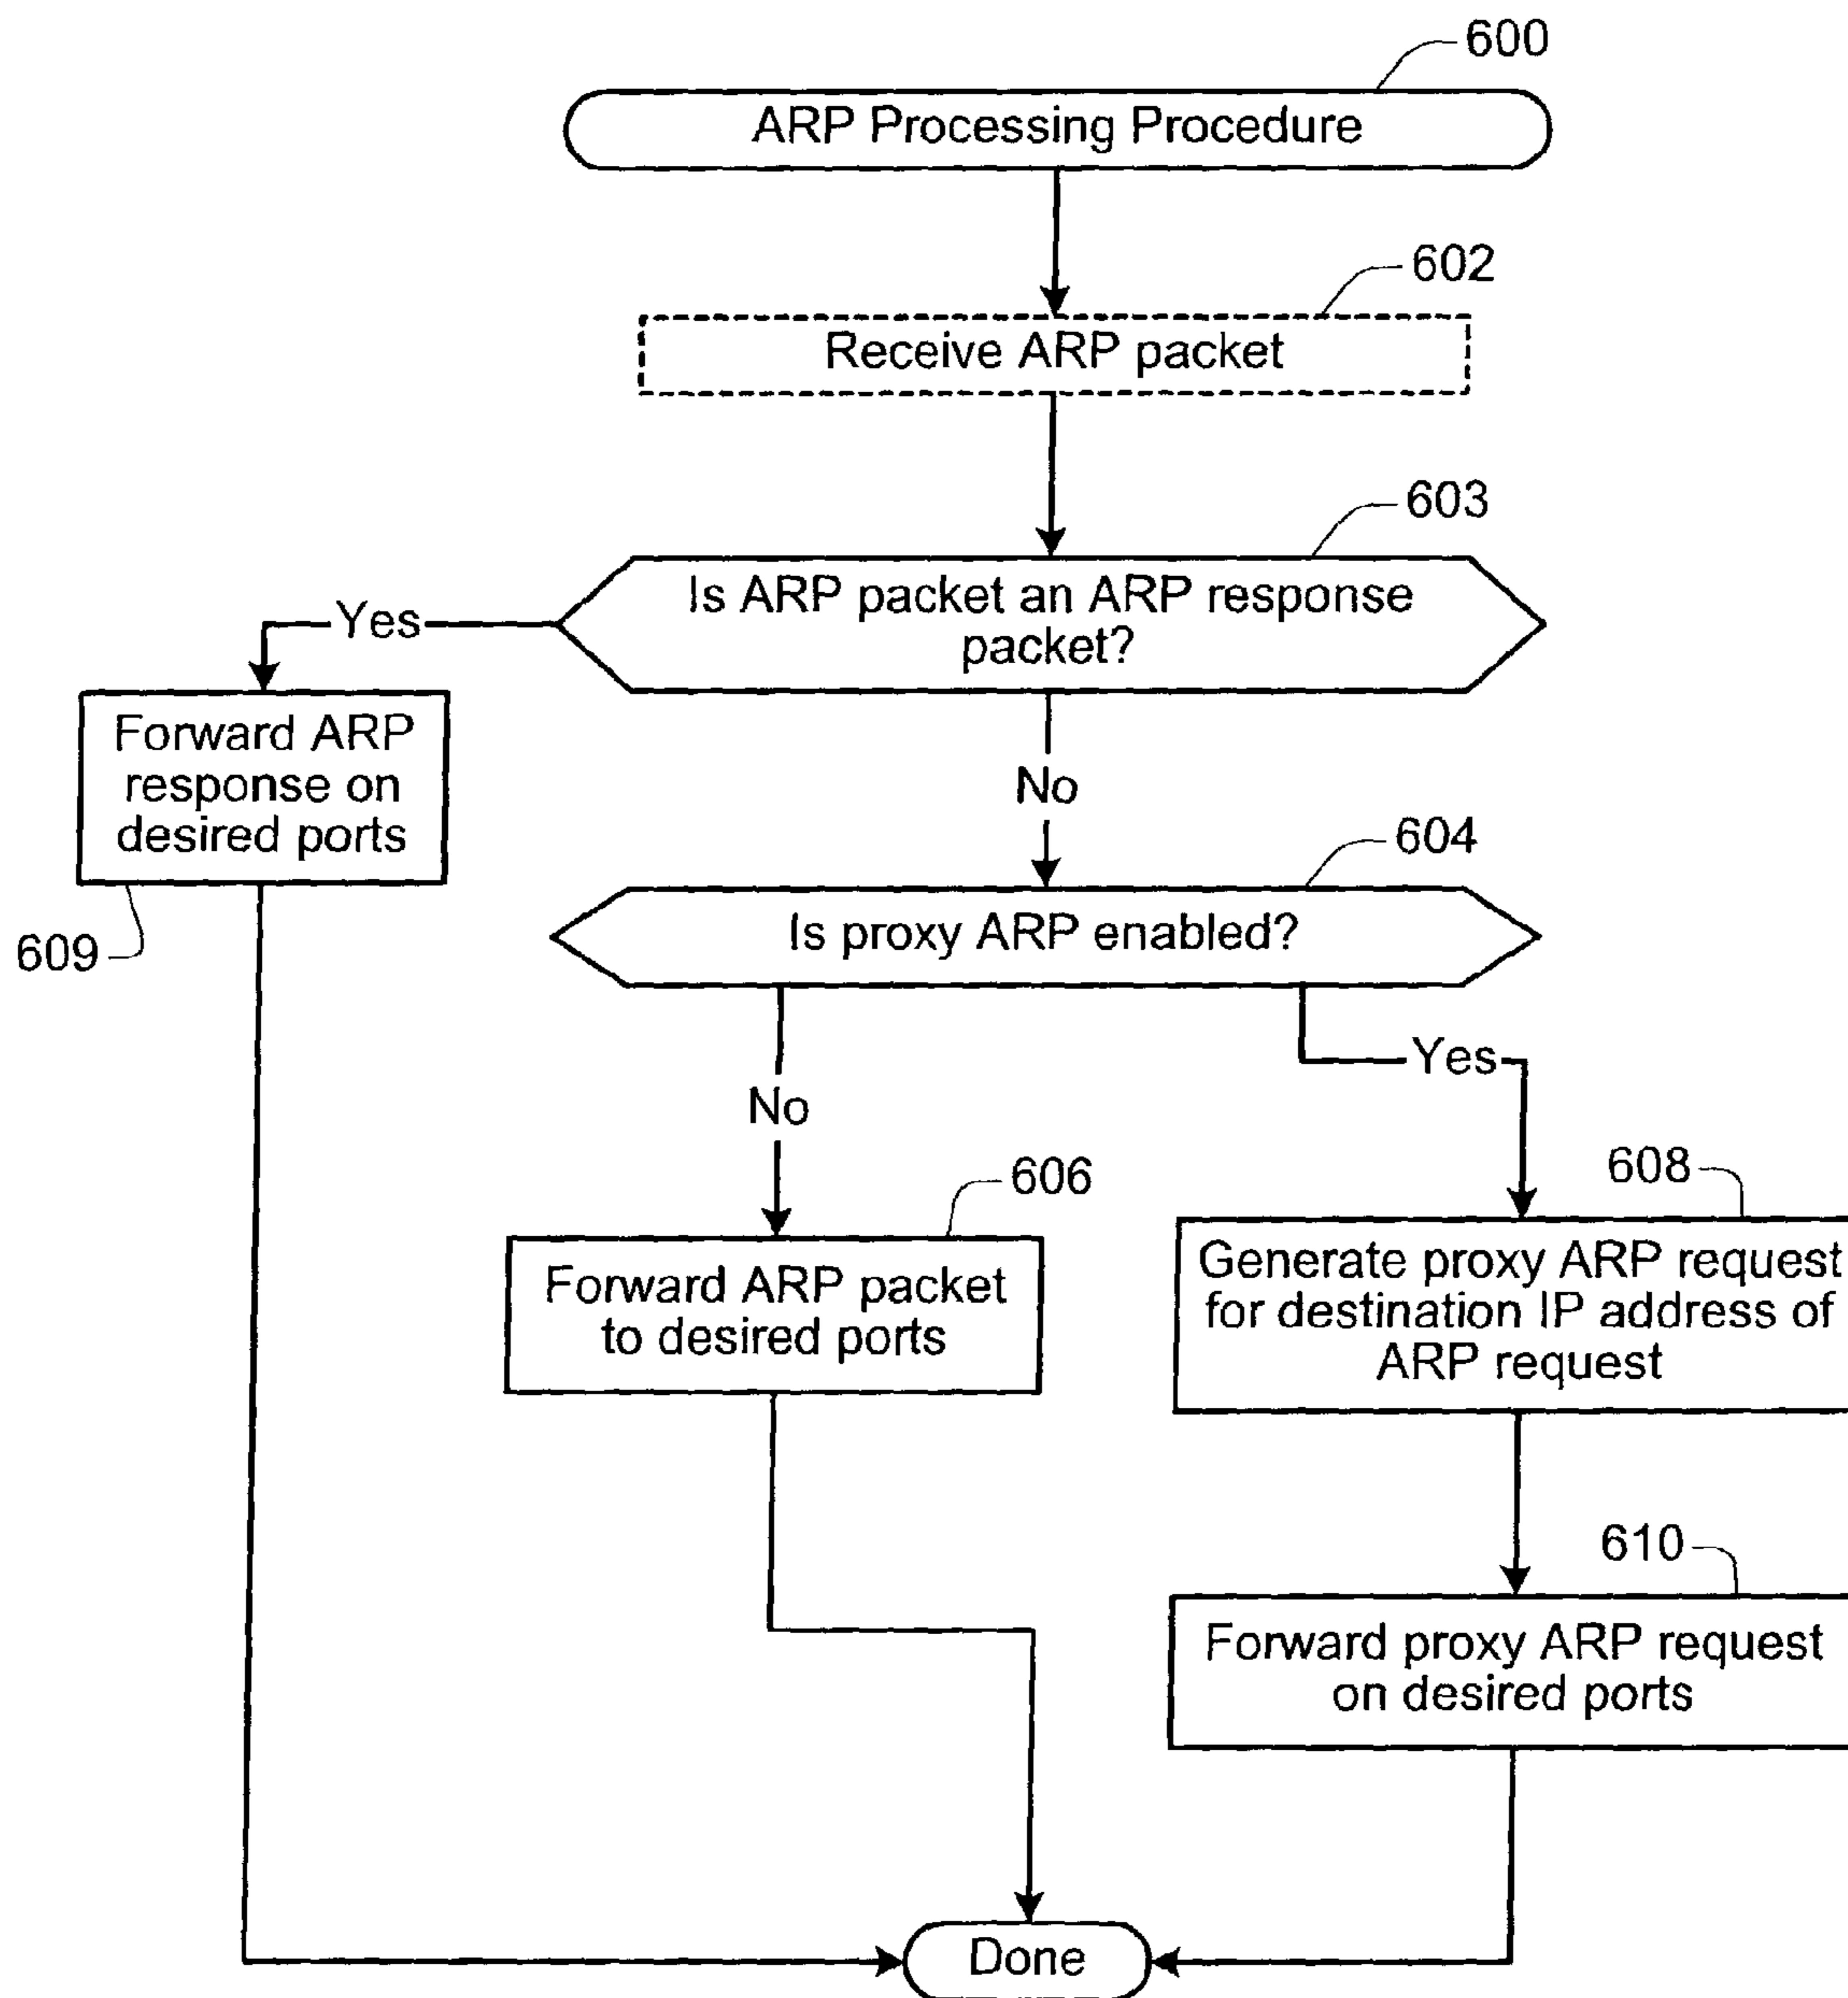 600
ARP Processing Procedure
602
Receive ARP packet
603
Is ARP packet an ARP response
packet?
Yes
Forward ARP
response on
desired ports
609
No
604
Is proxy ARP enabled?
No
Yes
606
Forward ARP packet
to desired ports
608
Generate proxy ARP request
for destination IP address of
ARP request
610
Forward proxy ARP request
on desired ports
Done